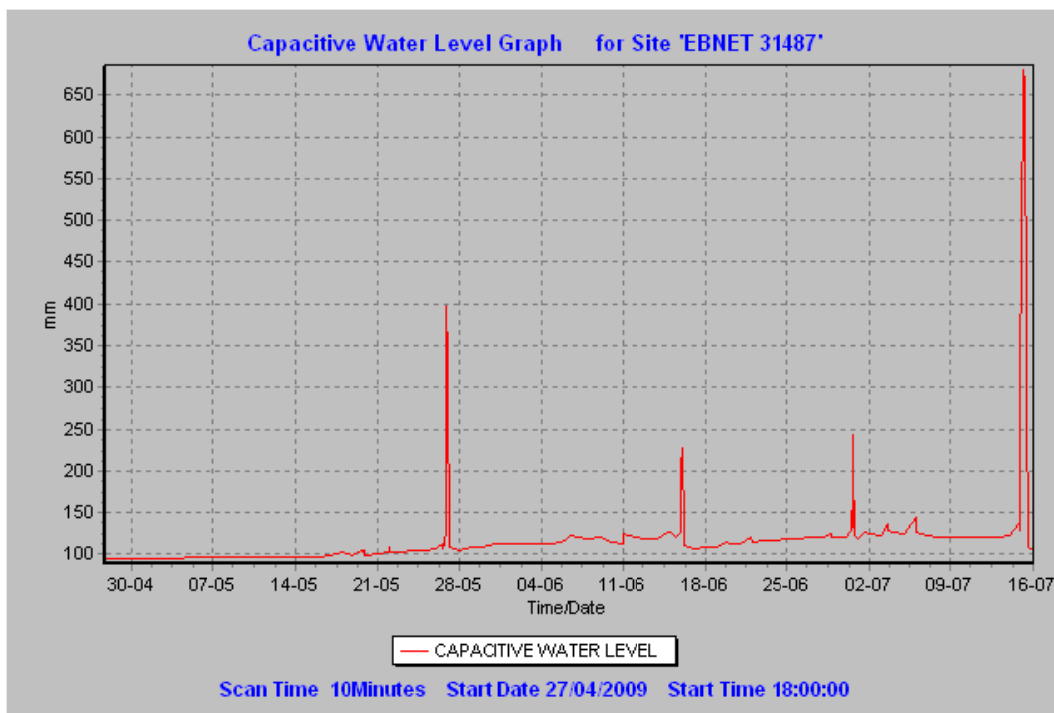 Capacitive Water Level Graph for Site 'EBNET 31487'
650
600
550
500
450
400
350
300
250
200
150
100
mm
30-04 07-05 14-05 21-05 28-05 04-06 11-06 18-06 25-06 02-07 09-07 16-07
Time/Date
CAPACITIVE WATER LEVEL
Scan Time 10Minutes Start Date 27/04/2009 Start Time 18:00:00